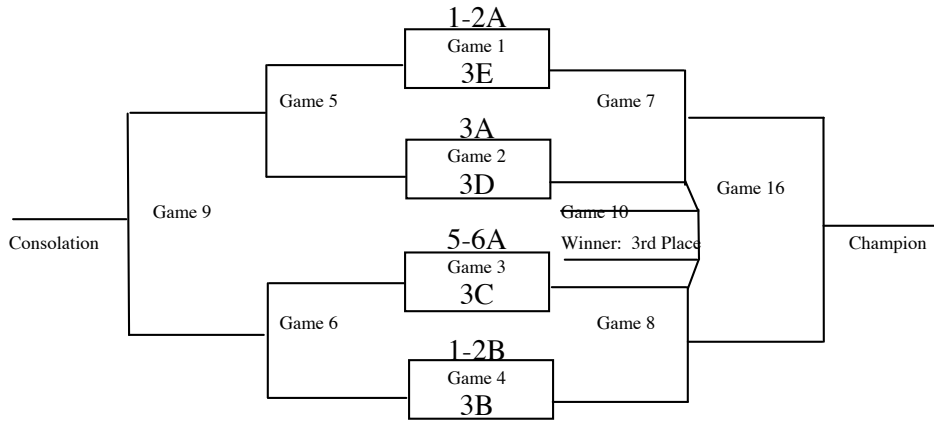 1-2A
Game 1
3E
Game 5
Game 7
3A
Game 2
3D
Game 16
Game 9
Game 10
Consolation
5-6A
Winner: 3rd Place
Champion
Game 3
3C
Game 6
Game 8
1-2B
Game 4
3B